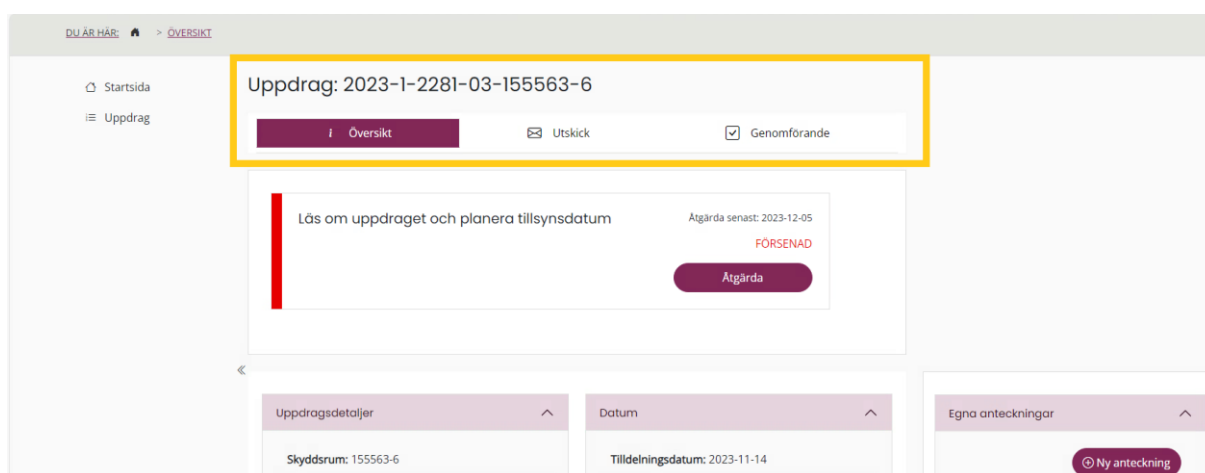 DU ÄR HÄR: > ÖVERSIKT
Startsida
Uppdrag
Uppdrag: 2023-1-2281-03-155563-6
i Översikt
Utskick
Genomförande
Läs om uppdraget och planera tillsynsdatum
Åtgärda senast: 2023-12-05
FÖRSENAD
Åtgärda
Uppdragsdetaljer
Skyddsrum: 155563-6
Datum
Tilldelningsdatum: 2023-11-14
Egna anteckningar
Ny anteckning